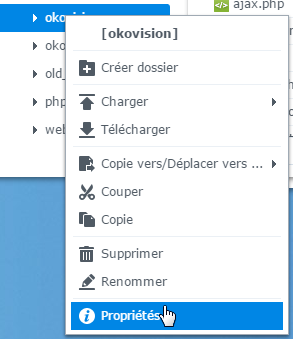 ajax.php
oko
oko
old_
php
web
[okovision]
Créer dossier
Charger
Télécharger
Copie vers/Déplacer vers ...
Couper
Copie
Supprimer
Renommer
Propriétés